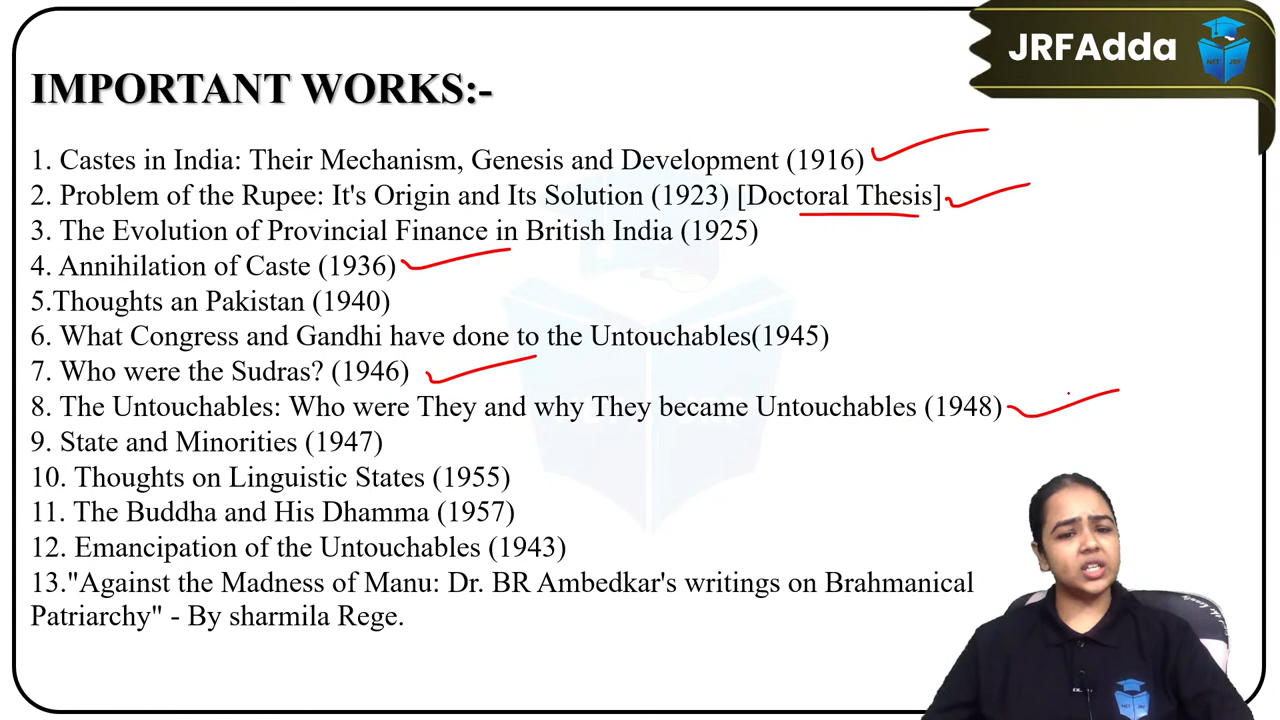 JRFAdda
NET JRF
IMPORTANT WORKS:-
1. Castes in India: Their Mechanism, Genesis and Development (1916)
2. Problem of the Rupee: It's Origin and Its Solution (1923) [Doctoral Thesis]
3. The Evolution of Provincial Finance in British India (1925)
4. Annihilation of Caste (1936)
5.Thoughts an Pakistan (1940)
6. What Congress and Gandhi have done to the Untouchables(1945)
7. Who were the Sudras? (1946)
8. The Untouchables: Who were They and why They became Untouchables (1948)
9. State and Minorities (1947)
10. Thoughts on Linguistic States (1955)
11. The Buddha and His Dhamma (1957)
12. Emancipation of the Untouchables (1943)
13."Against the Madness of Manu: Dr. BR Ambedkar's writings on Brahmanical
Patriarchy" - By sharmila Rege.
NET JRF